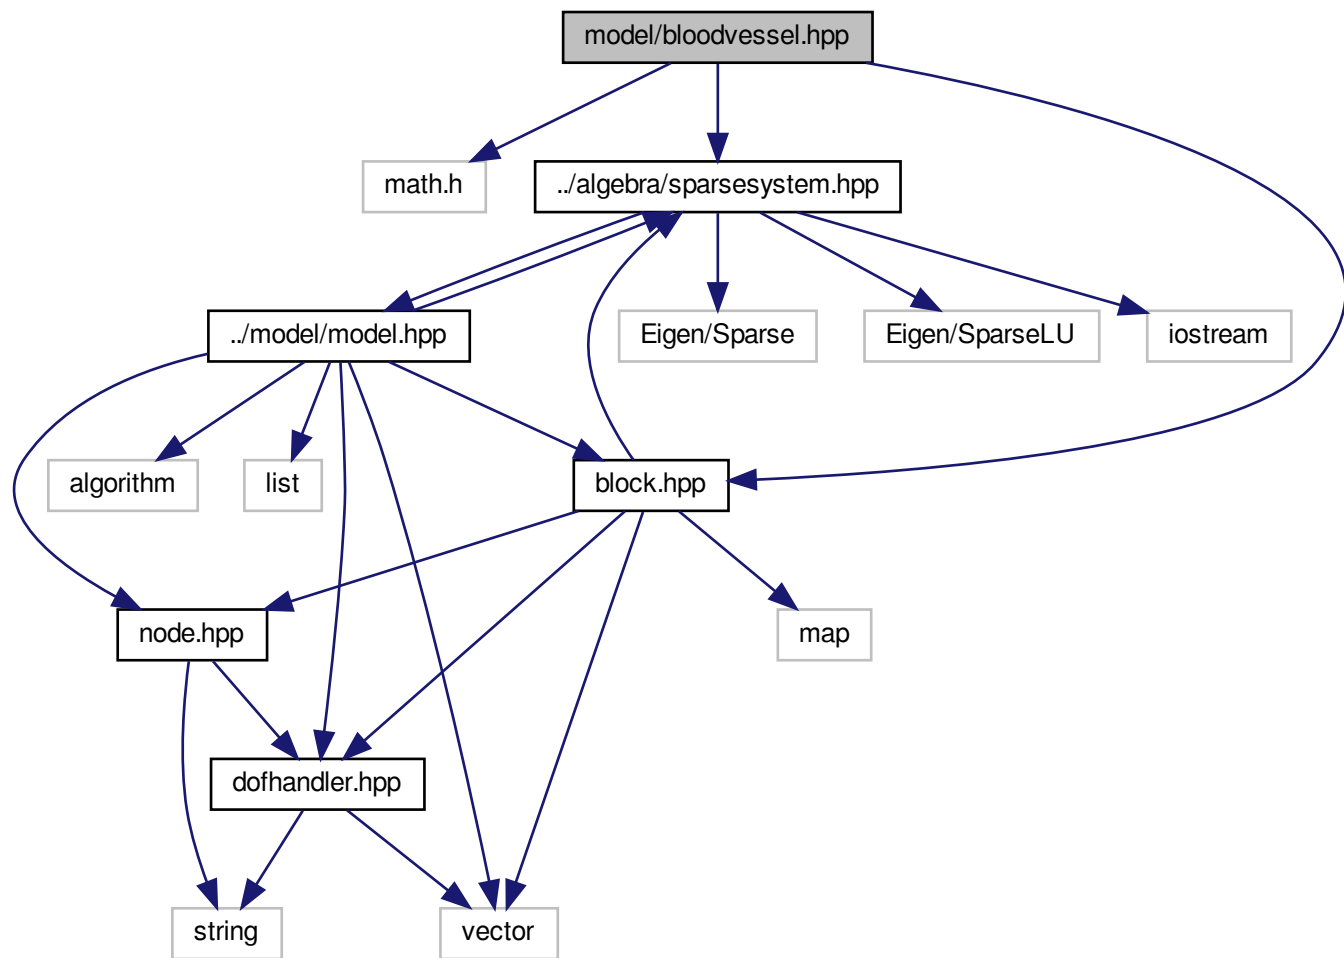 model/bloodvessel.hpp
math.h
../algebra/sparsesystem.hpp
../model/model.hpp
Eigen/Sparse
Eigen/SparseLU
iostream
algorithm
list
block.hpp
node.hpp
map
dofhandler.hpp
string
vector